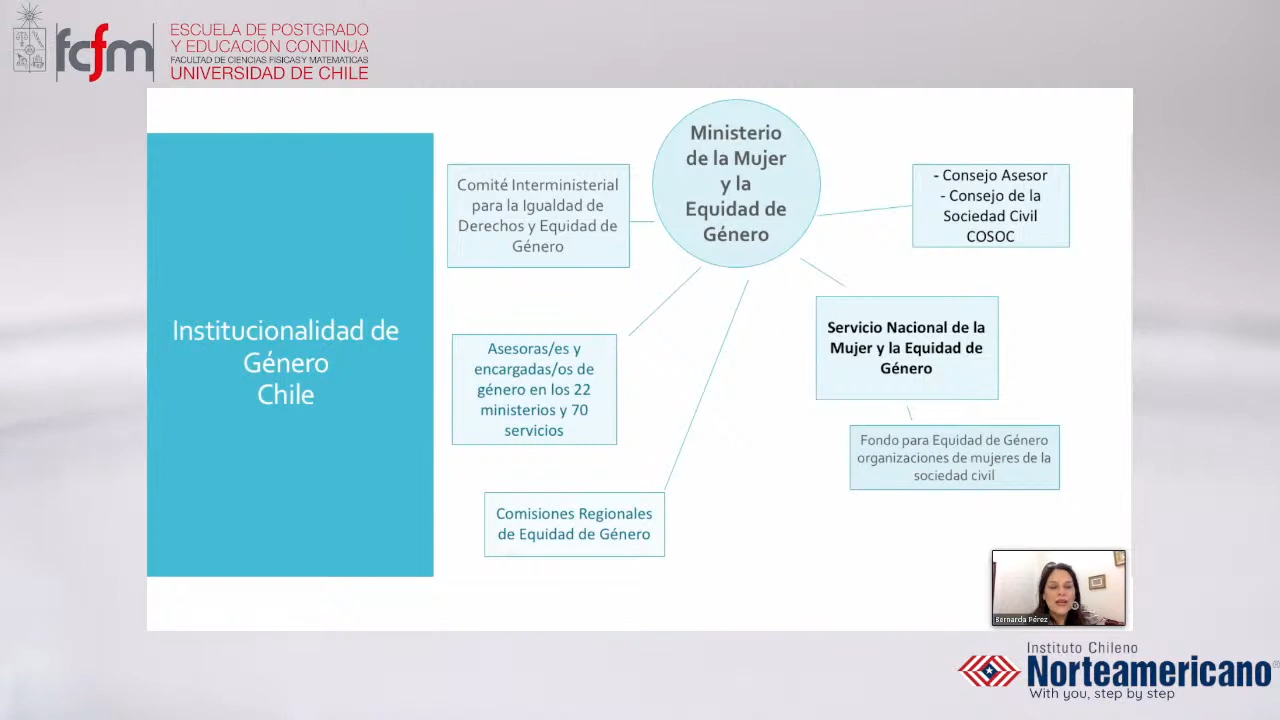 fcfm
ESCUELA DE POSTGRADO
Y EDUCACIÓN CONTINUA
FACULTAD DE CIENCIAS FISICAS Y MATEMATICAS
UNIVERSIDAD DE CHILE
Institucionalidad de
Género
Chile
Ministerio
de la Mujer
y la
Equidad de
Género
Comité Interministerial
para la Igualdad de
Derechos y Equidad de
Género
- Consejo Asesor
- Consejo de la
Sociedad Civil
COSOC
Asesoras/es y
encargadas/os de
género en los 22
ministerios y 70
servicios
Servicio Nacional de la
Mujer y la Equidad de
Género
Fondo para Equidad de Género
organizaciones de mujeres de la
sociedad civil
Comisiones Regionales
de Equidad de Género
Bernarda Pérez
Instituto Chileno
Norteamericano®
With you, step by step